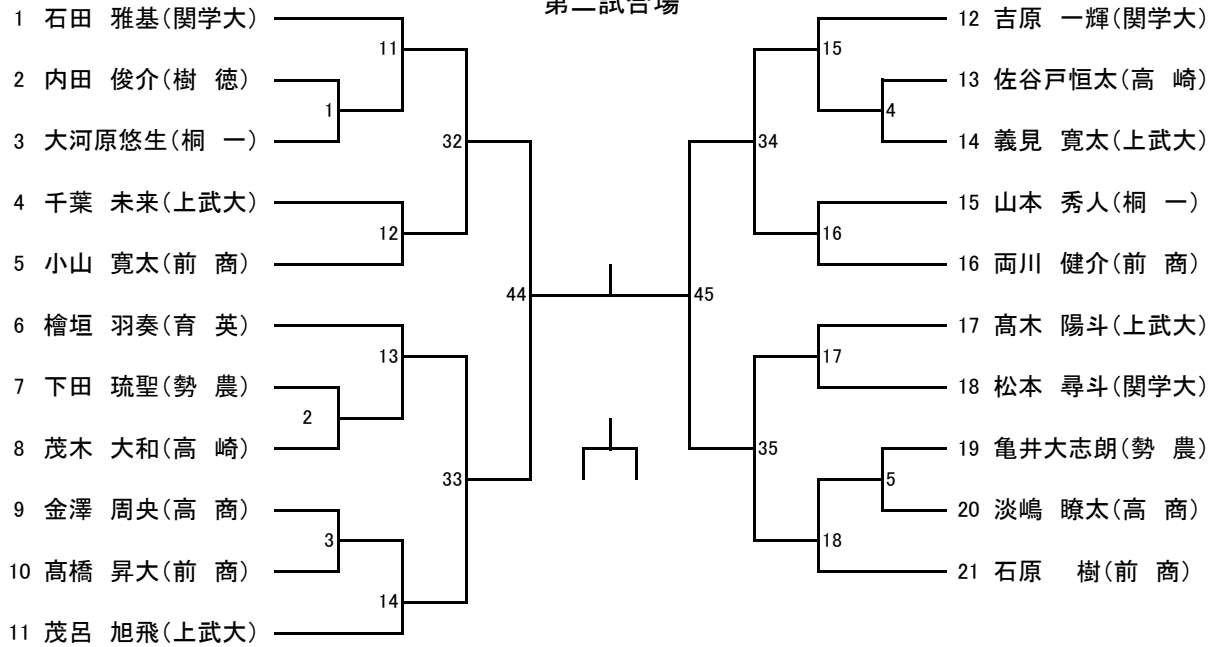 第二試合場
1 石田 雅基(関学大)
2 内田 俊介(樹 徳)
3 大河原悠生(桐 一)
4 千葉 未来(上武大)
5 小山 寛太(前 商)
6 檜垣 羽奏(育 英)
7 下田 琉聖(勢 農)
8 茂木 大和(高 崎)
9 金澤 周央(高 商)
10 髙橋 昇大(前 商)
11 茂呂 旭飛(上武大)
11
1
32
12
44
13
2
33
3
14
12 吉原 一輝(関学大)
13 佐谷戸恒太(高 崎)
14 義見 寛太(上武大)
15 山本 秀人(桐 一)
16 両川 健介(前 商)
17 髙木 陽斗(上武大)
18 松本 尋斗(関学大)
19 亀井大志朗(勢 農)
20 淡嶋 瞭太(高 商)
21 石原 樹(前 商)
15
4
34
16
45
17
35
5
18